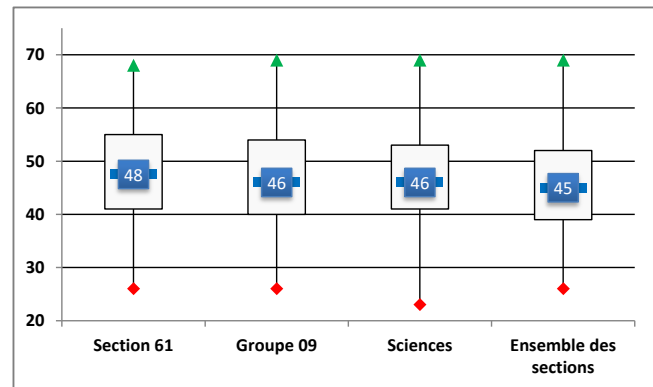 70
60
50
40
30
20
48
46
46
45
Section 61
Groupe 09
Sciences
Ensemble des
sections